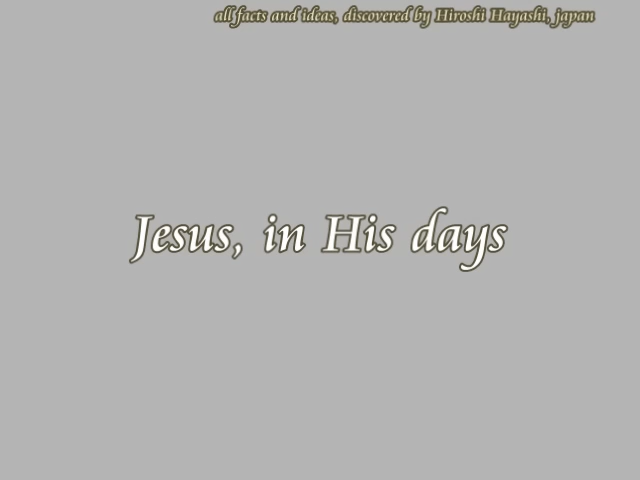 all facts and ideas, discovered by Hiroshi Hayashi, japan
Jesus, in His days